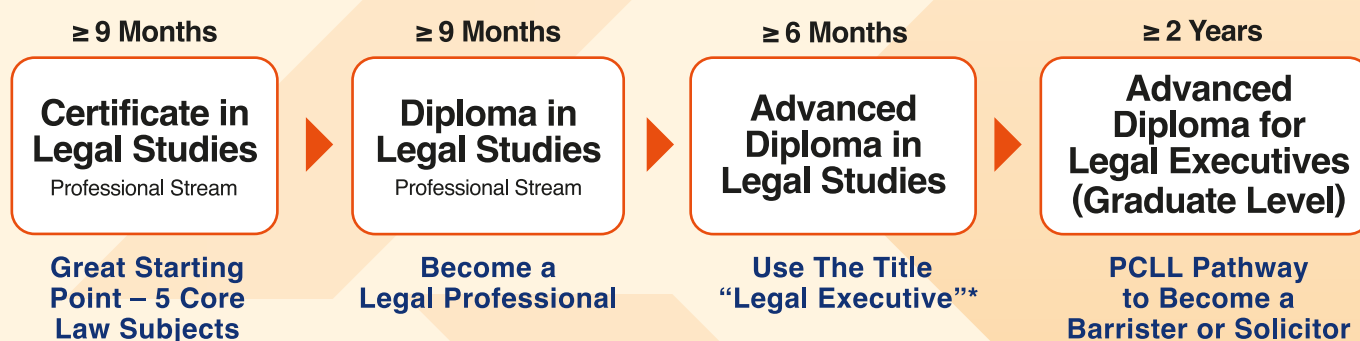 ≥ 9 Months
Certificate in
Legal Studies
Professional Stream
Great Starting
Point – 5 Core
Law Subjects
≥ 9 Months
Diploma in
Legal Studies
Professional Stream
Become a
Legal Professional
≥ 6 Months
Advanced
Diploma in
Legal Studies
Use The Title
“Legal Executive”*
≥ 2 Years
Advanced
Diploma for
Legal Executives
(Graduate Level)
PCLL Pathway
to Become a
Barrister or Solicitor